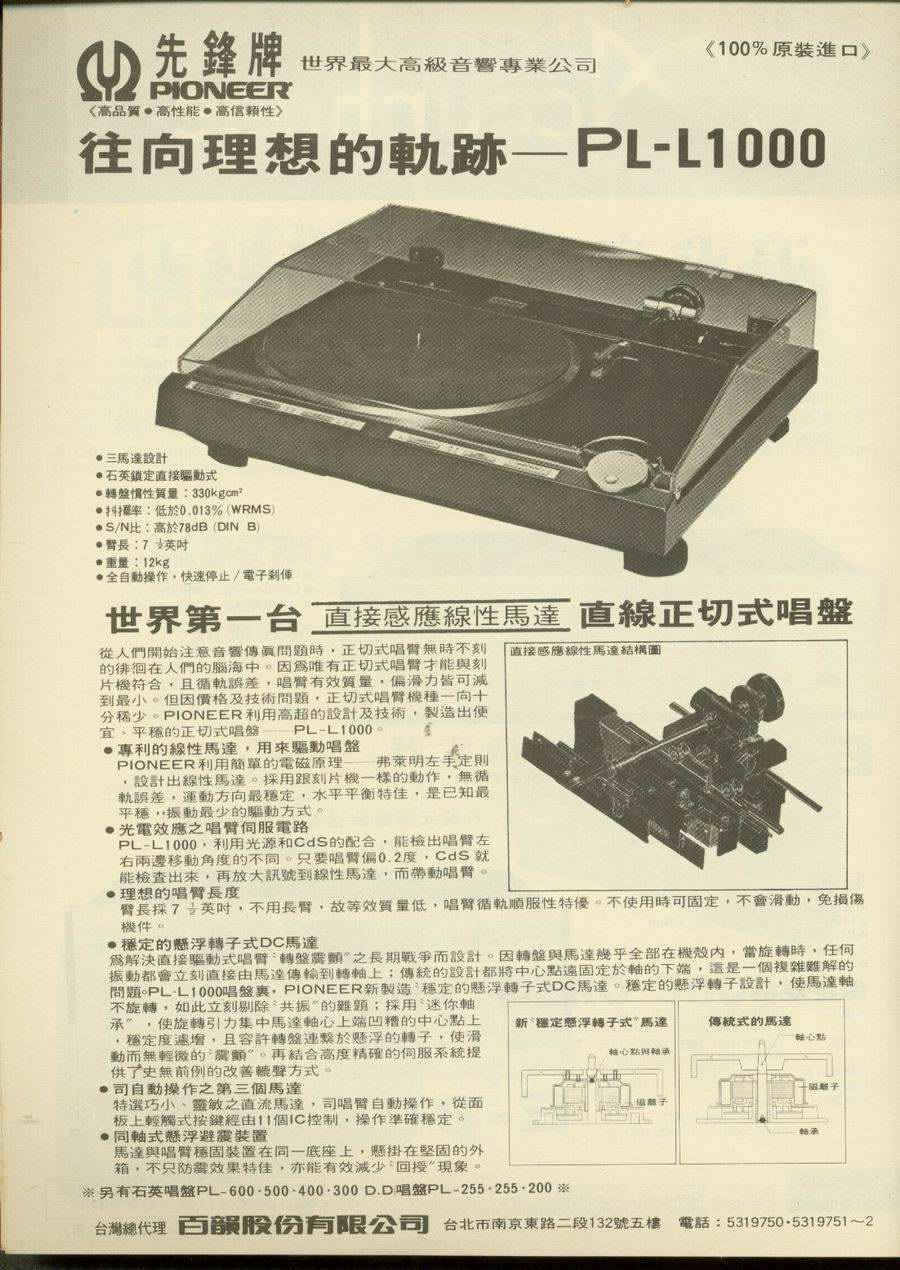 先鋒牌
PIONEER
世界最大高級音響專業公司
《100%原裝進口》
《高品質●高性能●高信賴性》
往向理想的軌跡—PL-L1000
●三馬達設計
●石英鎖定直接驅動式
●轉盤慣性質量：330kgcm²
●抖擺率：低於0.013%(WRMS)
●S/N比：高於78dB (DIN B)
●臂長：7 ½英吋
●重量：12kg
●全自動操作，快速停止/電子剎俥
世界第一台 直接感應線性馬達 直線正切式唱盤
從人們開始注意音響傳眞問題時，正切式唱臂無時不刻
的徘徊在人們的腦海中。因爲唯有正切式唱臂才能與刻
片機符合，且循軌誤差，唱臂有效質量，偏滑力皆可減
到最小。但因價格及技術問題，正切式唱臂機種一向十
分稀少。PIONEER利用高超的設計及技術，製造出便
宜、平穩的正切式唱盤——PL-L1000。
●專利的線性馬達，用來驅動唱盤
PIONEER利用簡單的電磁原理——弗萊明左手定則
，設計出線性馬達。採用跟刻片機一樣的動作，無循
軌誤差，運動方向最穩定，水平平衡特佳，是已知最
平穩，振動最少的驅動方式。
●光電效應之唱臂伺服電路
PL-L1000，利用光源和CdS的配合，能檢出唱臂左
右兩邊移動角度的不同。只要唱臂偏0.2度，CdS 就
能檢查出來，再放大訊號到線性馬達，而帶動唱臂。
●理想的唱臂長度
臂長採 7 ½英吋，不用長臂，故等效質量低，唱臂循軌順服性特優。不使用時可固定，不會滑動，免損傷
機件。
直接感應線性馬達結構圖
●穩定的懸浮轉子式DC馬達
爲解決直接驅動式唱臂〝轉盤震顫〞之長期戰爭而設計。因轉盤與馬達幾乎全部在機殼內，當旋轉時，任何
振動都會立刻直接由馬達傳輸到轉軸上；傳統的設計都將中心點遠固定於軸的下端，這是一個複雜難解的
問題。PL-L1000唱盤裏，PIONEER新製造〝穩定的懸浮轉子式DC馬達。穩定的懸浮轉子設計，使馬達軸
不旋轉，如此立刻剔除〝共振〞的難題；採用〝迷你軸
承〞，使旋轉引力集中馬達軸心上端凹糟的中心點上
，穩定度遽增，且容許轉盤連繫於懸浮的轉子，使滑
動而無輕微的〝震顫〞。再結合高度精確的伺服系統提
供了史無前例的改善轆聲方式。
●司自動操作之第三個馬達
特選巧小、靈敏之直流馬達，司唱臂自動操作，從面
板上輕觸式按鍵經由11個IC控制，操作準確穩定。
●同軸式懸浮避震裝置
馬達與唱臂穩固裝置在同一底座上，懸掛在堅固的外
箱，不只防震效果特佳，亦能有效減少〝回授〞現象。
新〝穩定懸浮轉子式〞馬達
軸心點與軸承
磁離子
傳統式的馬達
軸心點
磁離子
軸承
※另有石英唱盤PL-600·500·400·300 D.D唱盤PL-255·255·200※
台灣總代理 百韻股份有限公司 台北市南京東路二段132號五樓 電話：5319750·5319751～2